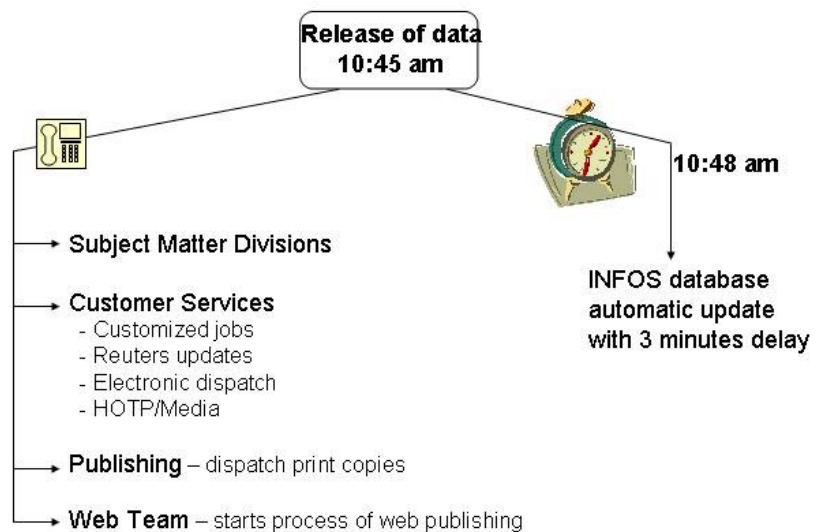 Release of data
10:45 am
10:48 am
Subject Matter Divisions
Customer Services
- Customized jobs
- Reuters updates
- Electronic dispatch
- HOTP/Media
Publishing – dispatch print copies
Web Team – starts process of web publishing
INFOS database
automatic update
with 3 minutes delay